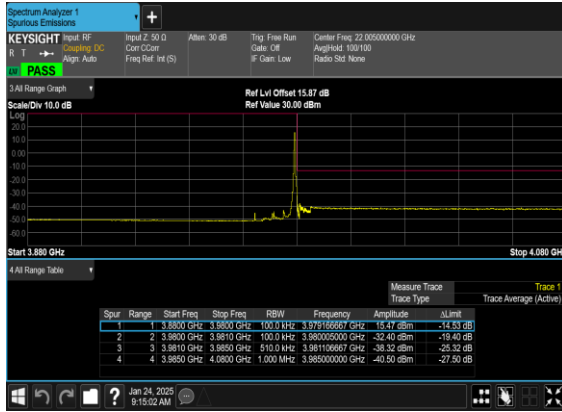 Spectrum Analyzer 1
Spurious Emissions
+
KEYSIGHT Input: RF Input Z: 50 Ω Atten: 30 dB Trig: Free Run Center Freq: 22.005000000 GHz
R T Coupling: DC Corr CCorr Gate: Off Avg|Hold: 100/100
Align: Auto Freq Ref: Int (S) IF Gain: Low Radio Std: None
PASS
3 All Range Graph
Ref Lvl Offset 15.87 dB
Scale/Div 10.0 dB Ref Value 30.00 dBm
Log
20.0
10.0
0.00
-10.0
-20.0
-30.0
-40.0
-50.0
-60.0
Start 3.880 GHz Stop 4.080 GHz
4 All Range Table
Measure Trace Trace 1
Trace Type Trace Average (Active)
Spur Range Start Freq Stop Freq RBW Frequency Amplitude ΔLimit
1 1 3.8800 GHz 3.9800 GHz 100.0 kHz 3.979166667 GHz 15.47 dBm -14.53 dB
2 2 3.9800 GHz 3.9810 GHz 100.0 kHz 3.980005000 GHz -32.40 dBm -19.40 dB
3 3 3.9810 GHz 3.9850 GHz 510.0 kHz 3.981106667 GHz -38.32 dBm -25.32 dB
4 4 3.9850 GHz 4.0800 GHz 1.000 MHz 3.985000000 GHz -40.50 dBm -27.50 dB
? Jan 24, 2025
9:15:02 AM